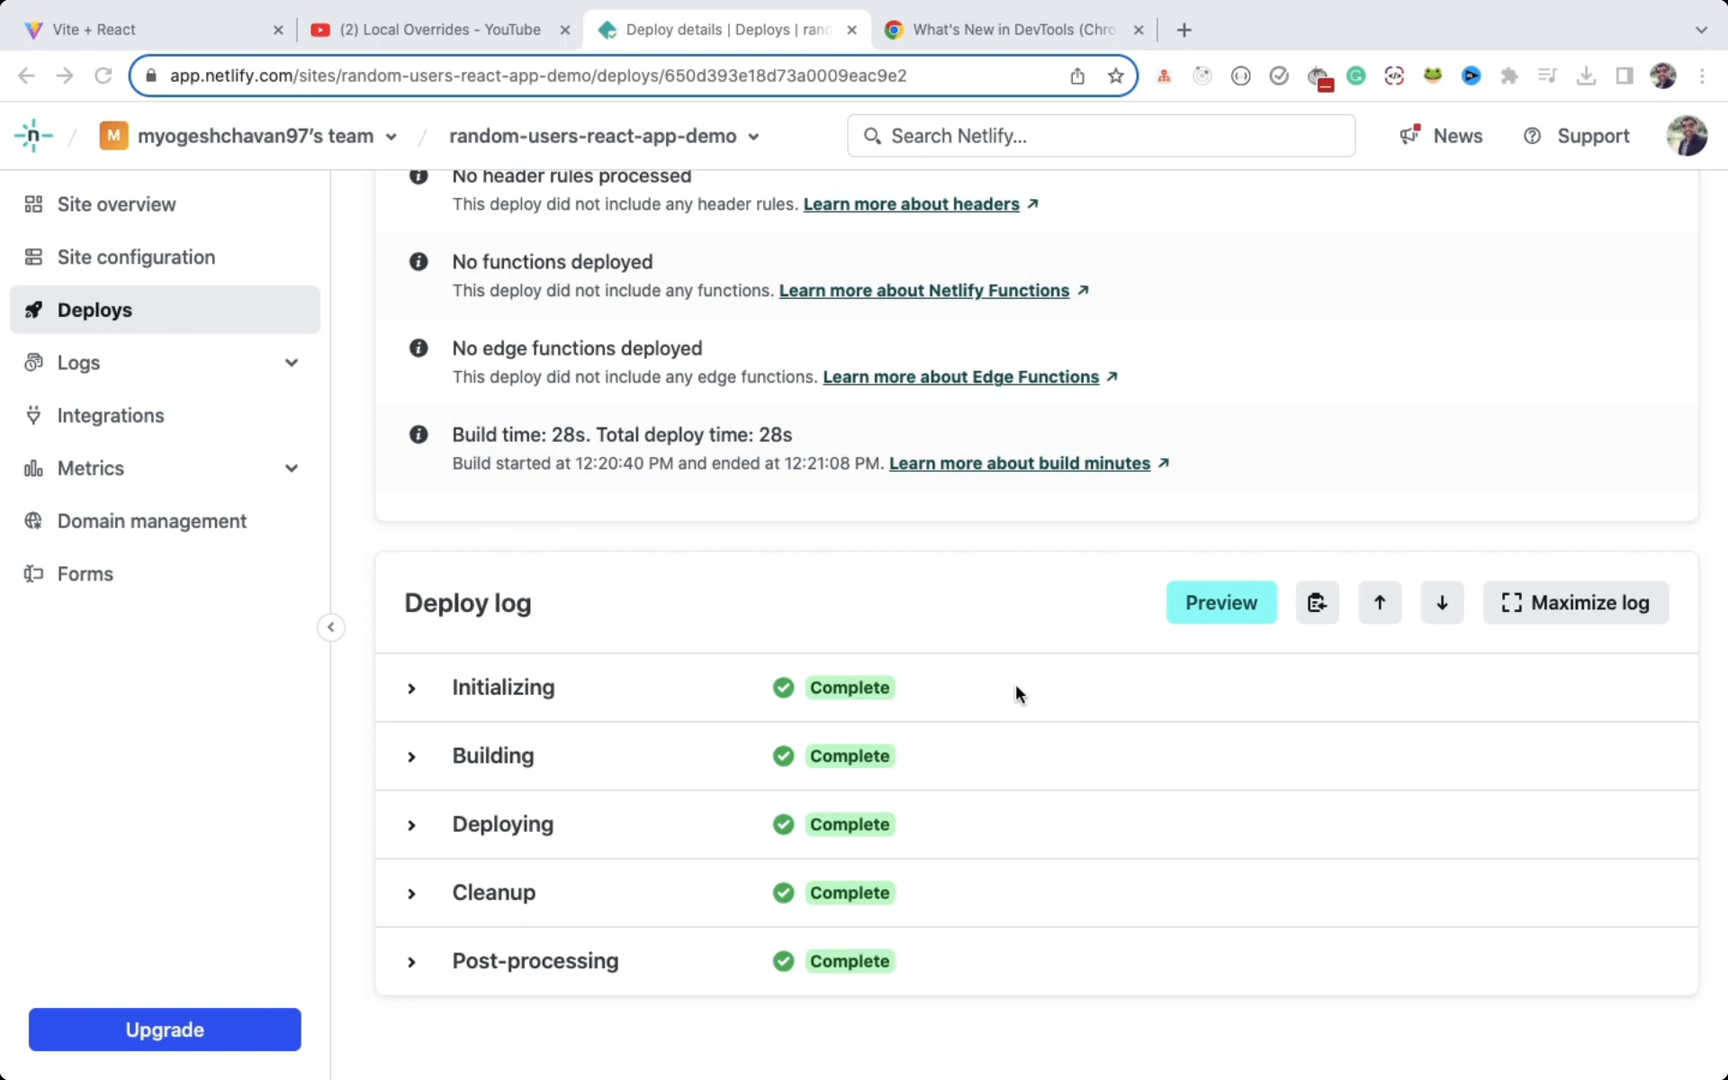 Vite + React
(2) Local Overrides - YouTube
Deploy details | Deploys | rand
What's New in DevTools (Chro
app.netlify.com/sites/random-users-react-app-demo/deploys/650d393e18d73a0009eac9e2
M myogeshchavan97's team
/ random-users-react-app-demo
Search Netlify...
News
Support
Site overview
Site configuration
Deploys
Logs
Integrations
Metrics
Domain management
Forms
Upgrade
No header rules processed
This deploy did not include any header rules. Learn more about headers ↗
No functions deployed
This deploy did not include any functions. Learn more about Netlify Functions ↗
No edge functions deployed
This deploy did not include any edge functions. Learn more about Edge Functions ↗
Build time: 28s. Total deploy time: 28s
Build started at 12:20:40 PM and ended at 12:21:08 PM. Learn more about build minutes ↗
Deploy log
Preview
Maximize log
Initializing Complete
Building Complete
Deploying Complete
Cleanup Complete
Post-processing Complete